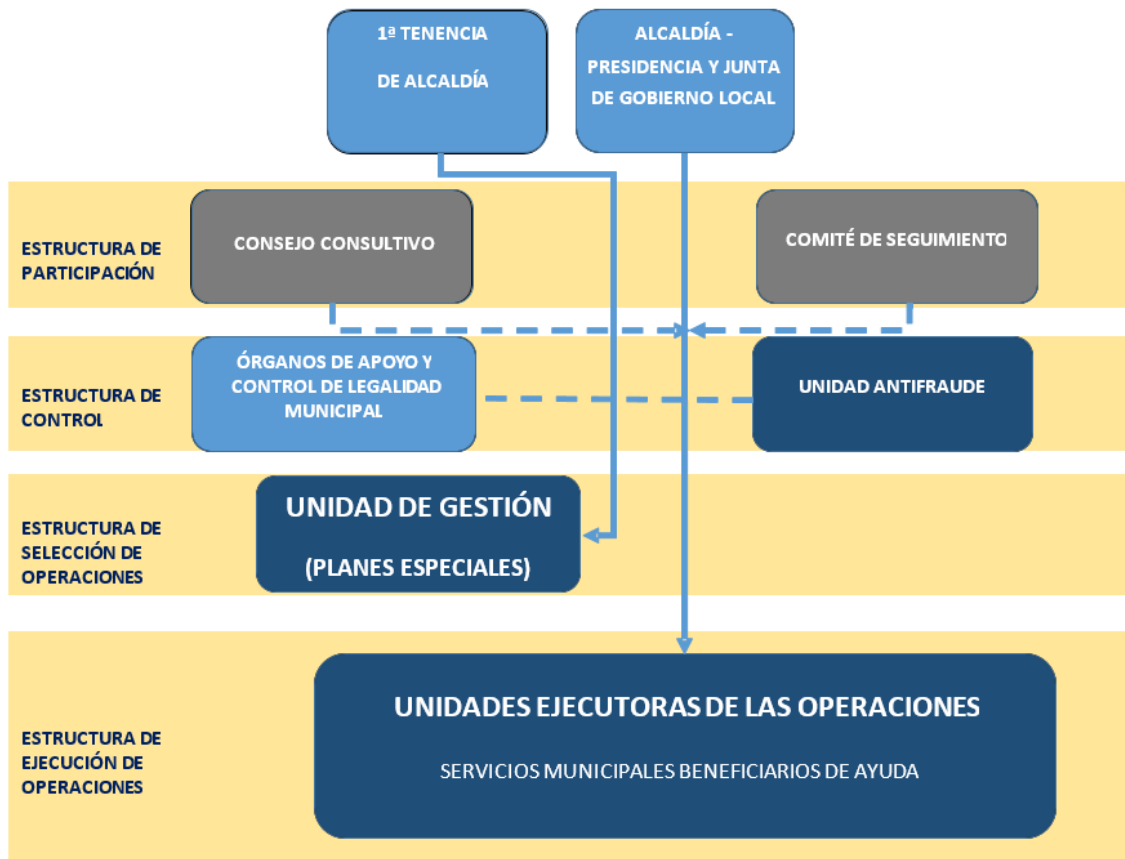 1ª TENENCIA
DE ALCALDÍA
ALCALDÍA -
PRESIDENCIA Y JUNTA
DE GOBIERNO LOCAL
ESTRUCTURA DE
PARTICIPACIÓN
CONSEJO CONSULTIVO
COMITÉ DE SEGUIMIENTO
ESTRUCTURA DE
CONTROL
ÓRGANOS DE APOYO Y
CONTROL DE LEGALIDAD
MUNICIPAL
UNIDAD ANTIFRAUDE
ESTRUCTURA DE
SELECCIÓN DE
OPERACIONES
UNIDAD DE GESTIÓN
(PLANES ESPECIALES)
ESTRUCTURA DE
EJECUCIÓN DE
OPERACIONES
UNIDADES EJECUTORAS DE LAS OPERACIONES
SERVICIOS MUNICIPALES BENEFICIARIOS DE AYUDA